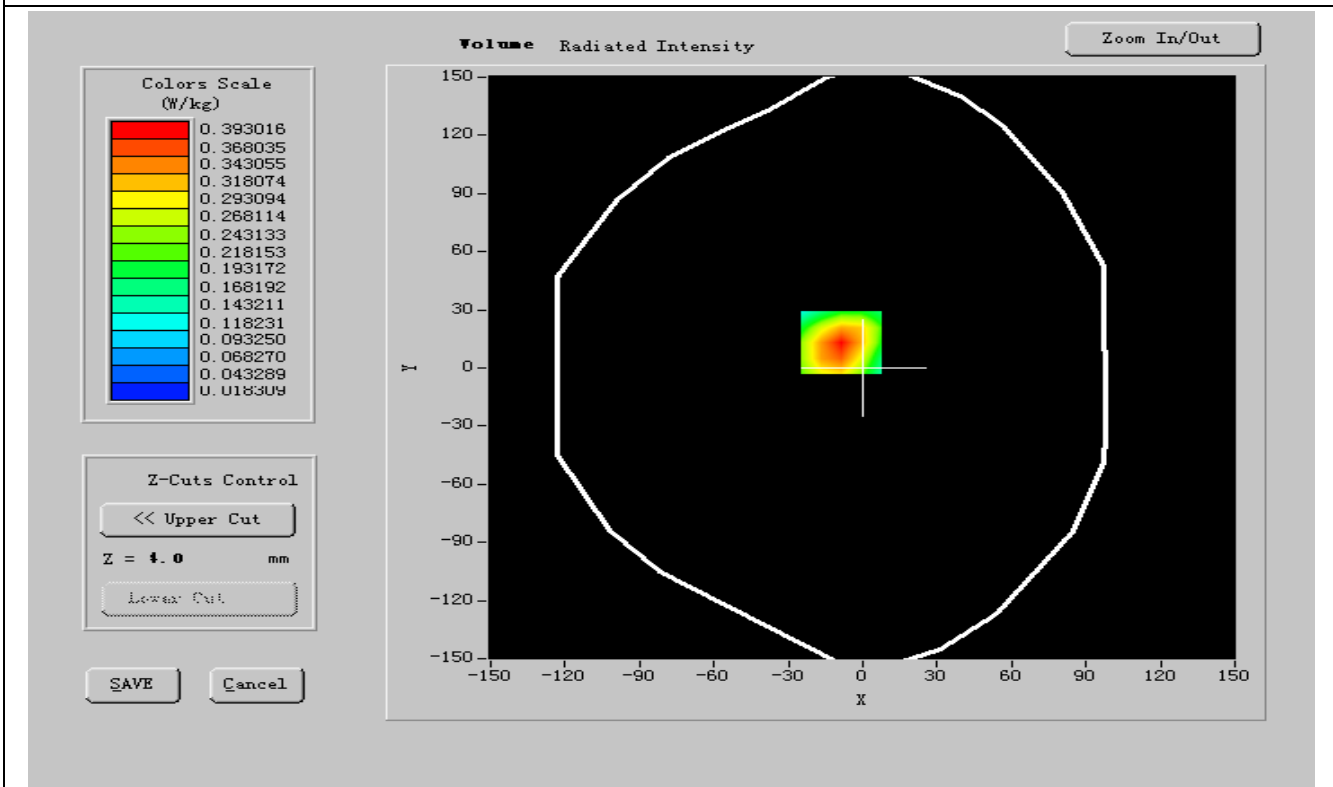 Volume Radiated Intensity
Zoom In/Out
Colors Scale
(W/kg)
0.393016
0.368035
0.343055
0.318074
0.293094
0.268114
0.243133
0.218153
0.193172
0.168192
0.143211
0.118231
0.093250
0.068270
0.043289
0.018309
Z-Cuts Control
<< Upper Cut
Z = 4.0 mm
Lower Cut
SAVE
Cancel
150
120
90
60
30
0
-30
-60
-90
-120
-150
Y
-150 -120 -90 -60 -30 0 30 60 90 120 150
X